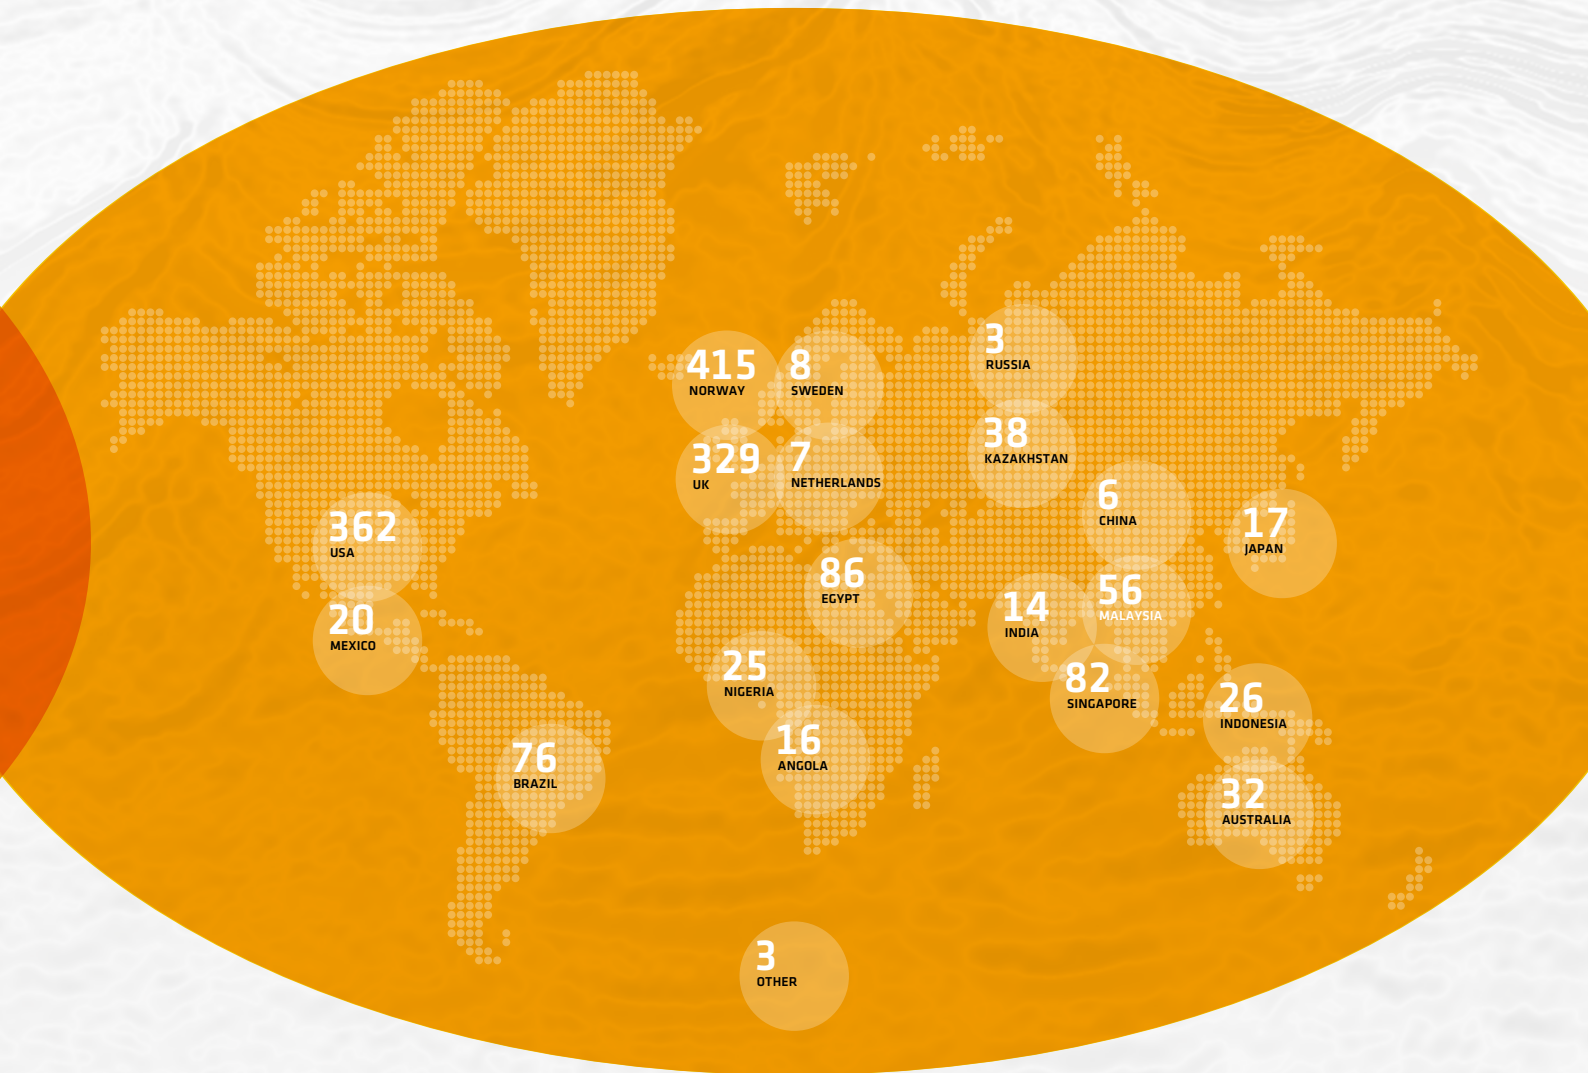 3
RUSSIA
415
NORWAY
8
SWEDEN
38
KAZAKHSTAN
329
UK
7
NETHERLANDS
6
CHINA
362
USA
17
JAPAN
86
EGYPT
56
MALAYSIA
14
INDIA
20
MEXICO
25
NIGERIA
82
SINGAPORE
26
INDONESIA
16
ANGOLA
76
BRAZIL
32
AUSTRALIA
3
OTHER